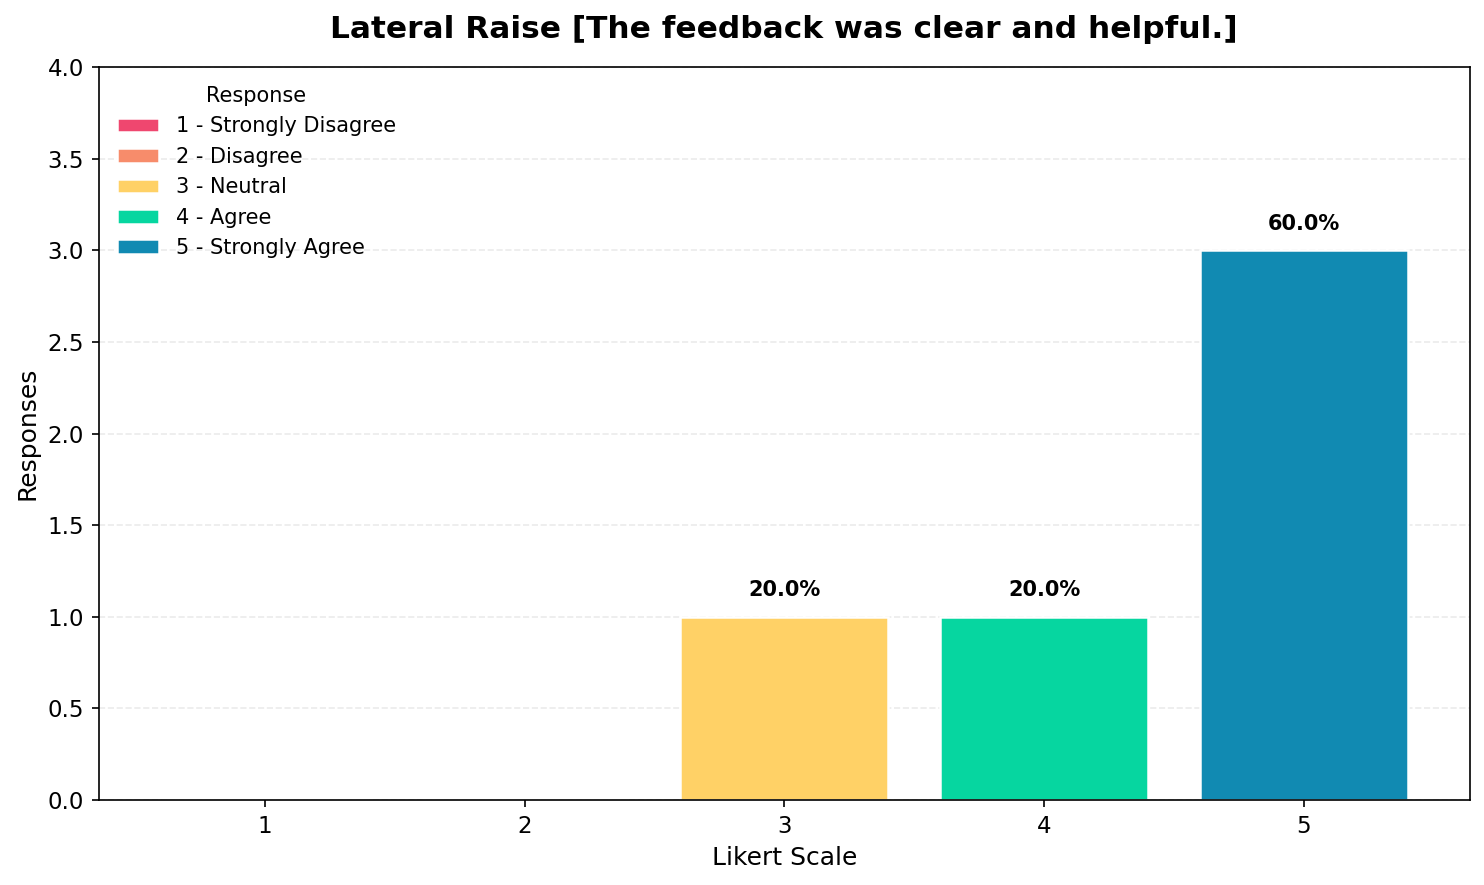 Lateral Raise [The feedback was clear and helpful.]
4.0
3.5
3.0
2.5
2.0
1.5
1.0
0.5
0.0
Responses
Response
1 - Strongly Disagree
2 - Disagree
3 - Neutral
4 - Agree
5 - Strongly Agree
20.0%
20.0%
60.0%
1
2
3
4
5
Likert Scale